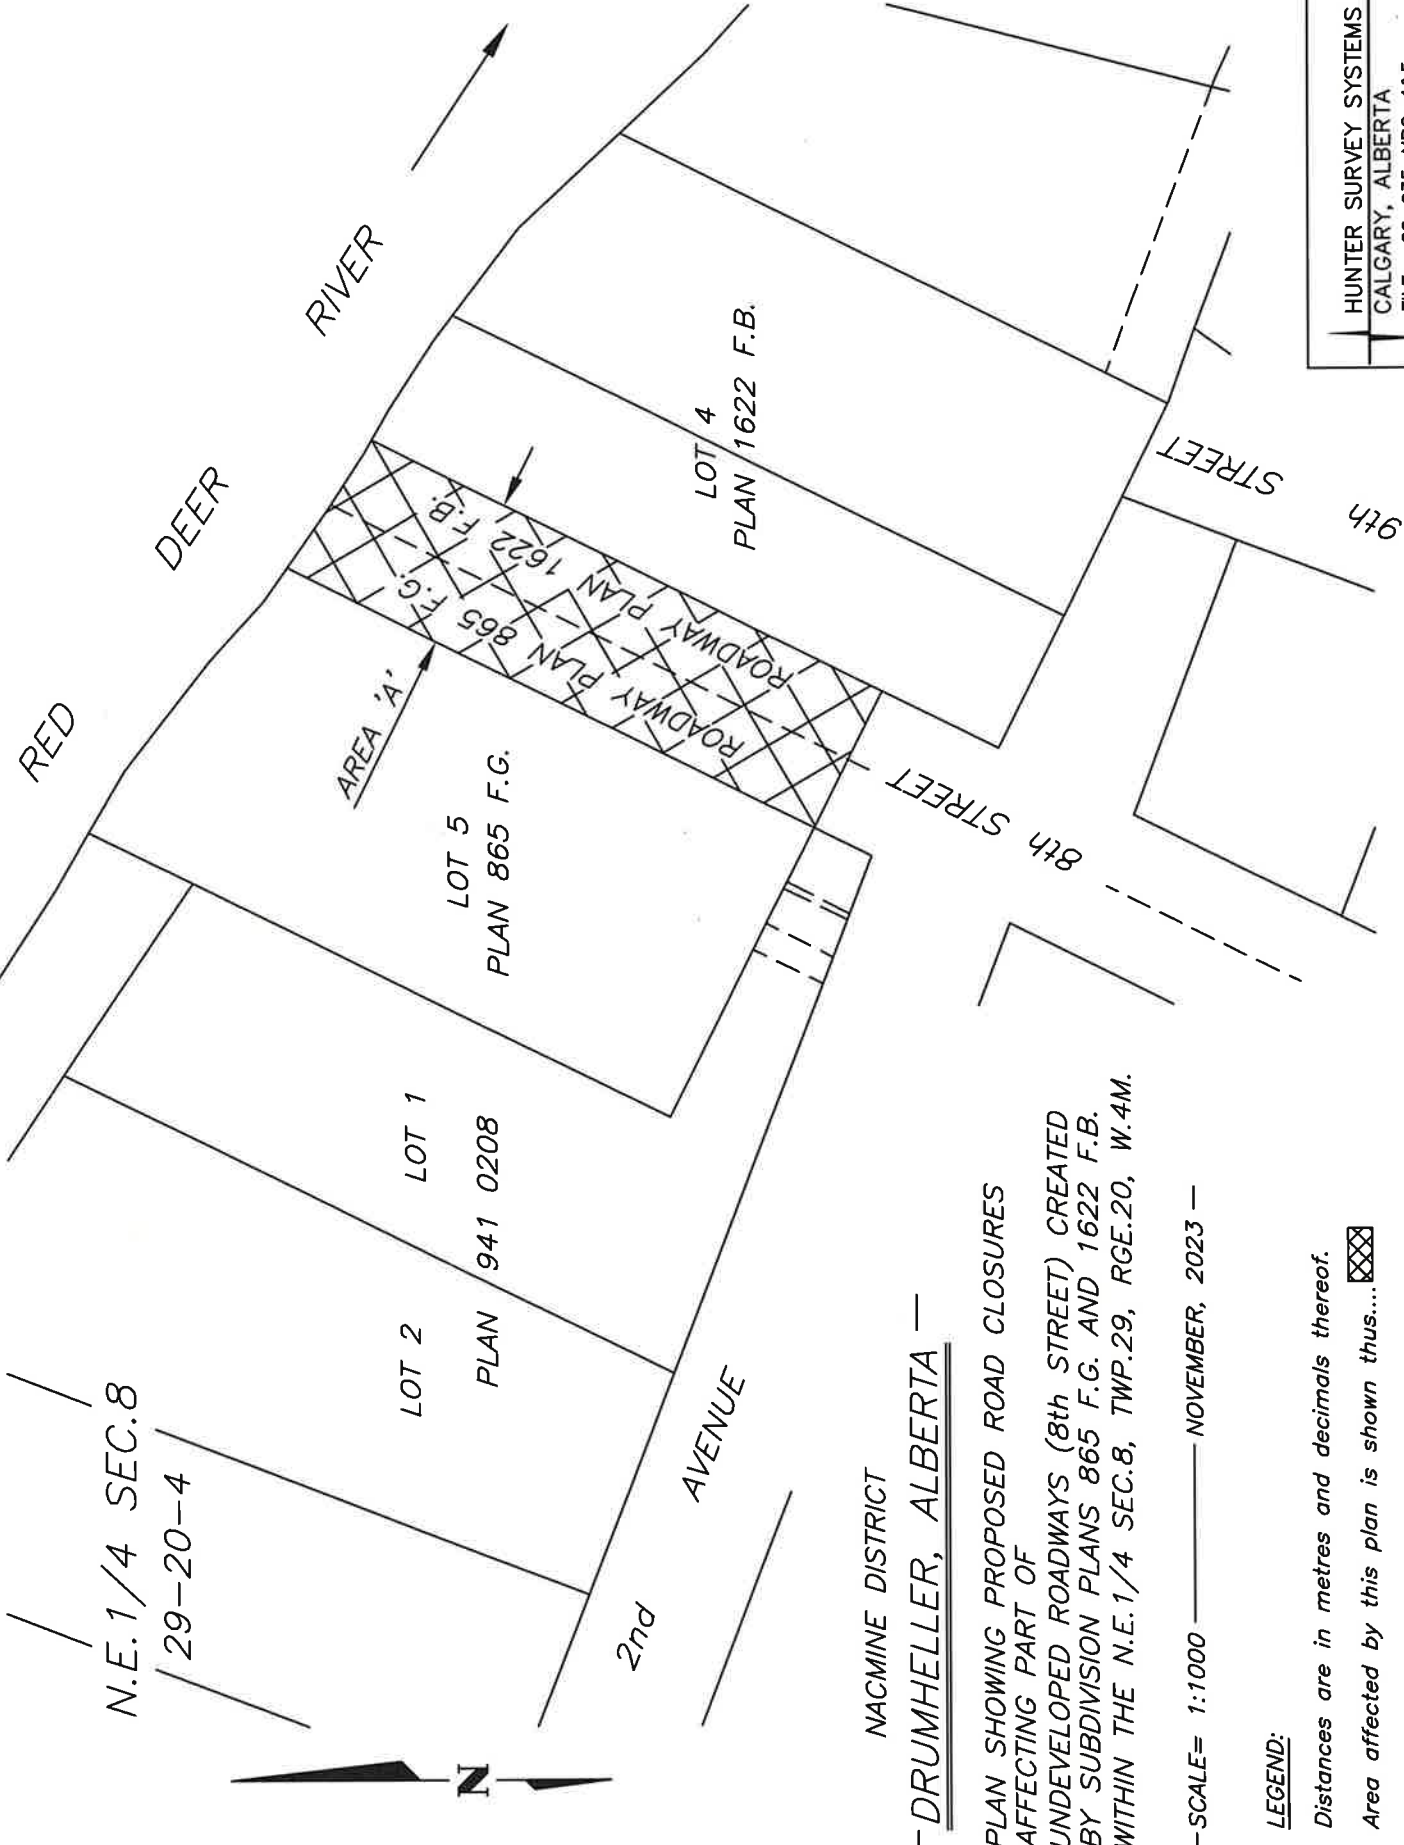 RED DEER RIVER
N.E.1/4 SEC.8
29-20-4
AREA 'A'
ROADWAY PLAN 865 F.G.
ROADWAY PLAN 1622 F.B.
LOT 5
PLAN 865 F.G.
LOT 4
PLAN 1622 F.B.
LOT 2 LOT 1
PLAN 941 0208
2nd AVENUE
8th STREET
9th STREET
N
NACMINE DISTRICT
— DRUMHELLER, ALBERTA —
PLAN SHOWING PROPOSED ROAD CLOSURES
AFFECTING PART OF
UNDEVELOPED ROADWAYS (8th STREET) CREATED
BY SUBDIVISION PLANS 865 F.G. AND 1622 F.B.
WITHIN THE N.E.1/4 SEC.8, TWP.29, RGE.20, W.4M.
—SCALE= 1:1000 ——— NOVEMBER, 2023 —
LEGEND:
Distances are in metres and decimals thereof.
Area affected by this plan is shown thus....
HUNTER SURVEY SYSTEMS
CALGARY, ALBERTA